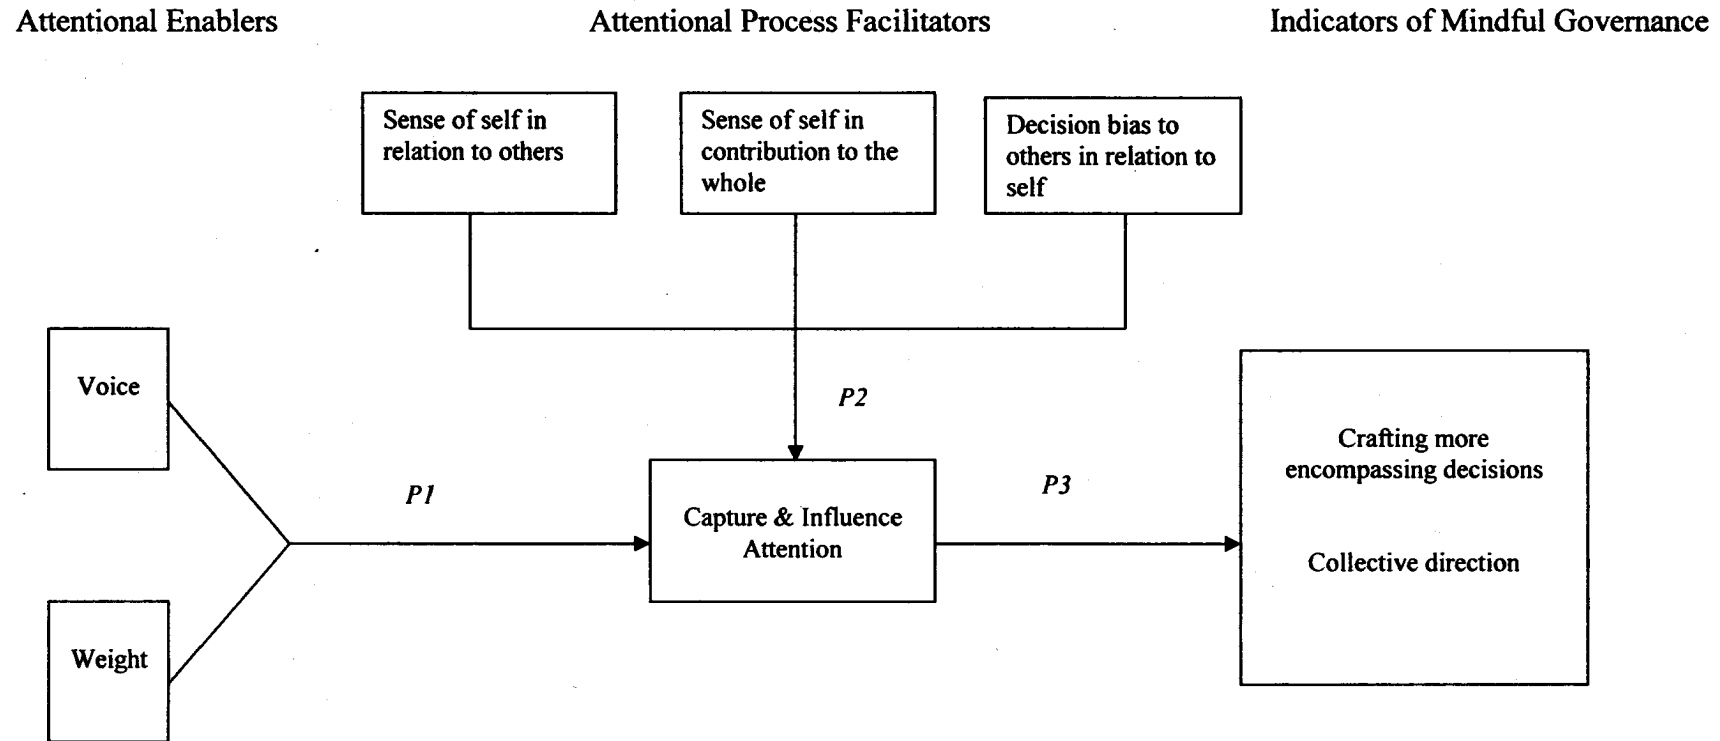 Attentional Enablers
Attentional Process Facilitators
Indicators of Mindful Governance
Sense of self in
relation to others
Sense of self in
contribution to the
whole
Decision bias to
others in relation to
self
Voice
Weight
P1
P2
Capture & Influence
Attention
P3
Crafting more
encompassing decisions
Collective direction